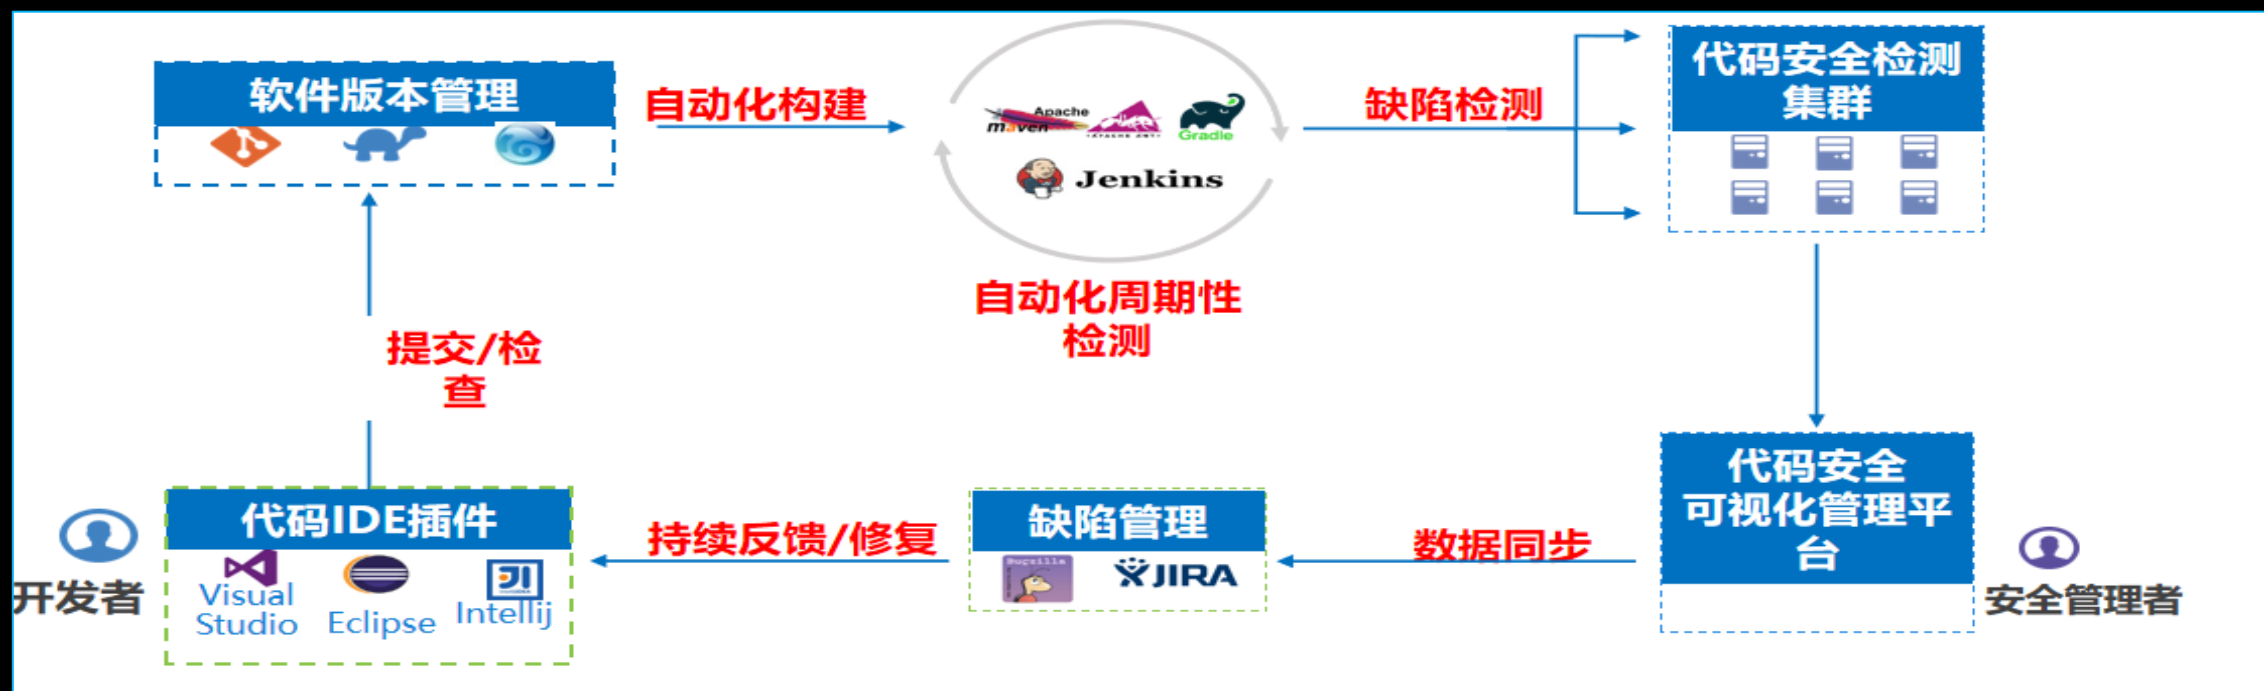 软件版本管理
自动化构建
Apache
maven
APACHE ANT
Gradle
Jenkins
自动化周期性
检测
缺陷检测
代码安全检测
集群
提交/检
查
开发者
代码IDE插件
Visual
Studio
Eclipse
Intellij
持续反馈/修复
缺陷管理
Bugzilla
JIRA
数据同步
代码安全
可视化管理平
台
安全管理者